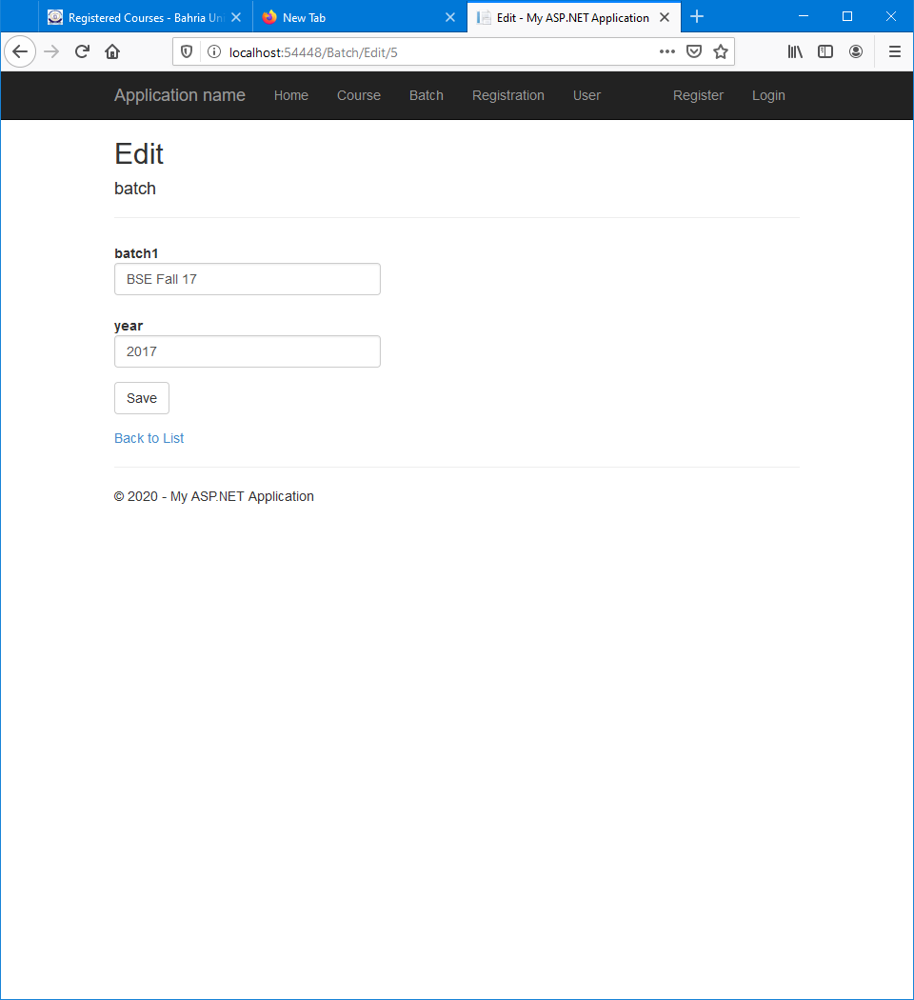 Registered Courses - Bahria Un
New Tab
Edit - My ASP.NET Application
localhost:54448/Batch/Edit/5
Application name Home Course Batch Registration User Register Login
Edit
batch
batch1
BSE Fall 17
year
2017
Save
Back to List
© 2020 - My ASP.NET Application